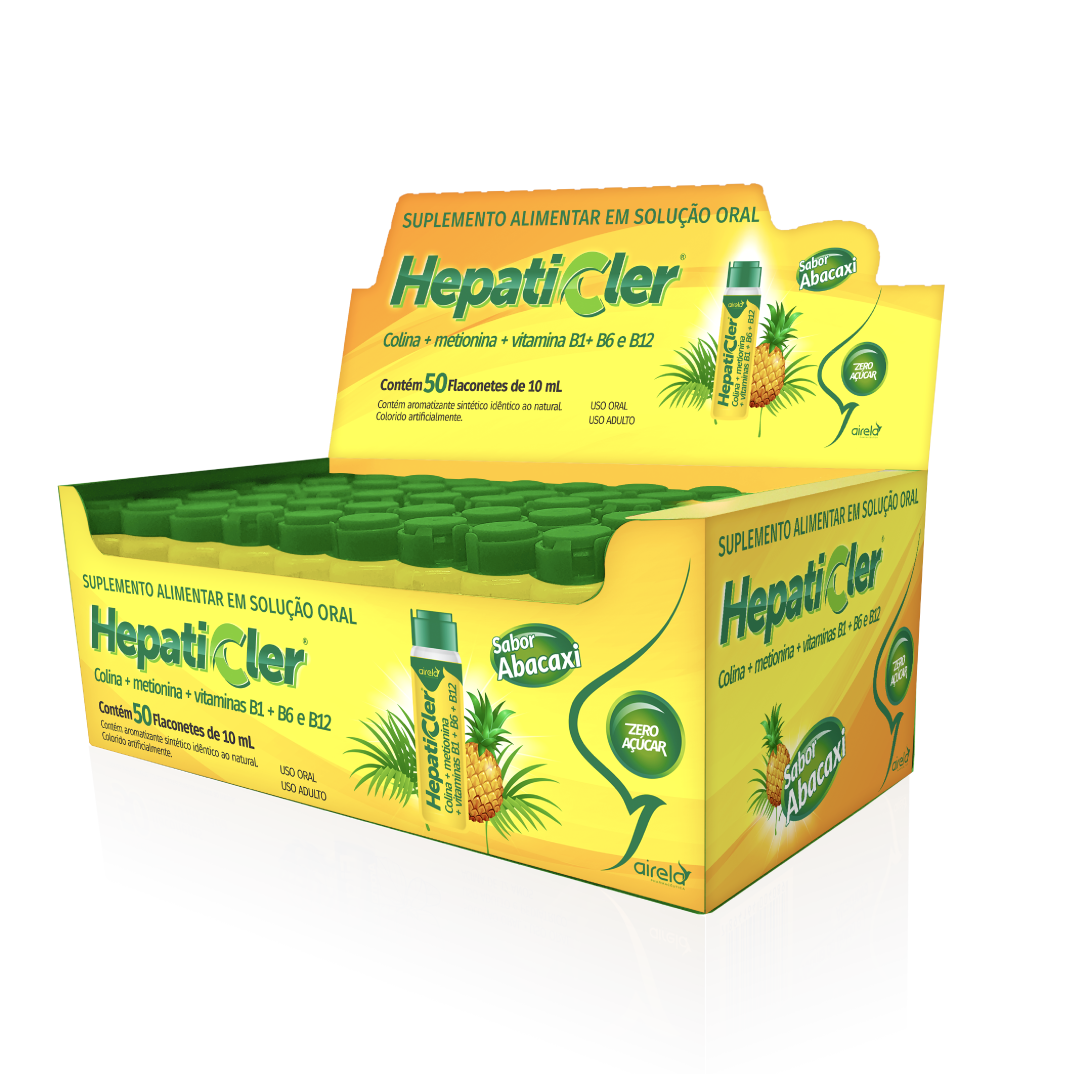 SUPLEMENTO ALIMENTAR EM SOLUÇÃO ORAL
HepatiCler®
Colina + metionina + vitamina B1+ B6 e B12
Contém 50 Flaconetes de 10 mL
Contém aromatizante sintético idêntico ao natural.
Colorido artificialmente.
USO ORAL
USO ADULTO
airela
HepatiCler
Colina + metionina
+ vitaminas B1 + B6 + B12
Sabor
Abacaxi
ZERO
AÇÚCAR
airela
SUPLEMENTO ALIMENTAR EM SOLUÇÃO ORAL
HepatiCler®
Colina + metionina + vitaminas B1 + B6 e B12
Contém 50 Flaconetes de 10 mL
Contém aromatizante sintético idêntico ao natural.
Colorido artificialmente.
USO ORAL
USO ADULTO
airela
HepatiCler
Colina + metionina
+ vitaminas B1 + B6 + B12
Sabor
Abacaxi
ZERO
AÇÚCAR
airela
SUPLEMENTO ALIMENTAR EM SOLUÇÃO ORAL
HepatiCler®
Colina + metionina + vitaminas B1 + B6 e B12
Sabor
Abacaxi
ZERO
AÇÚCAR
airela